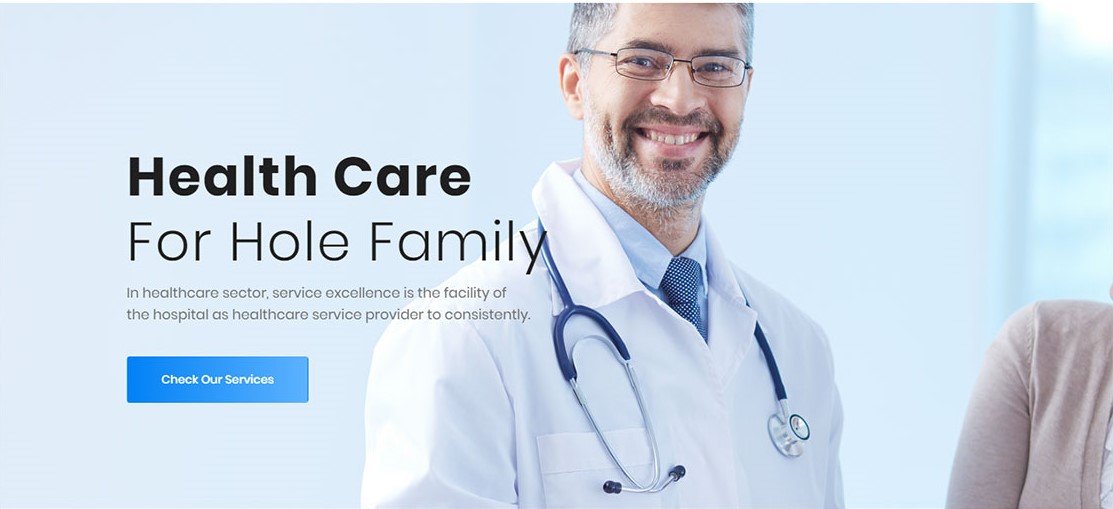 Health Care
For Hole Family
In healthcare sector, service excellence is the facility of
the hospital as healthcare service provider to consistently.
Check Our Services